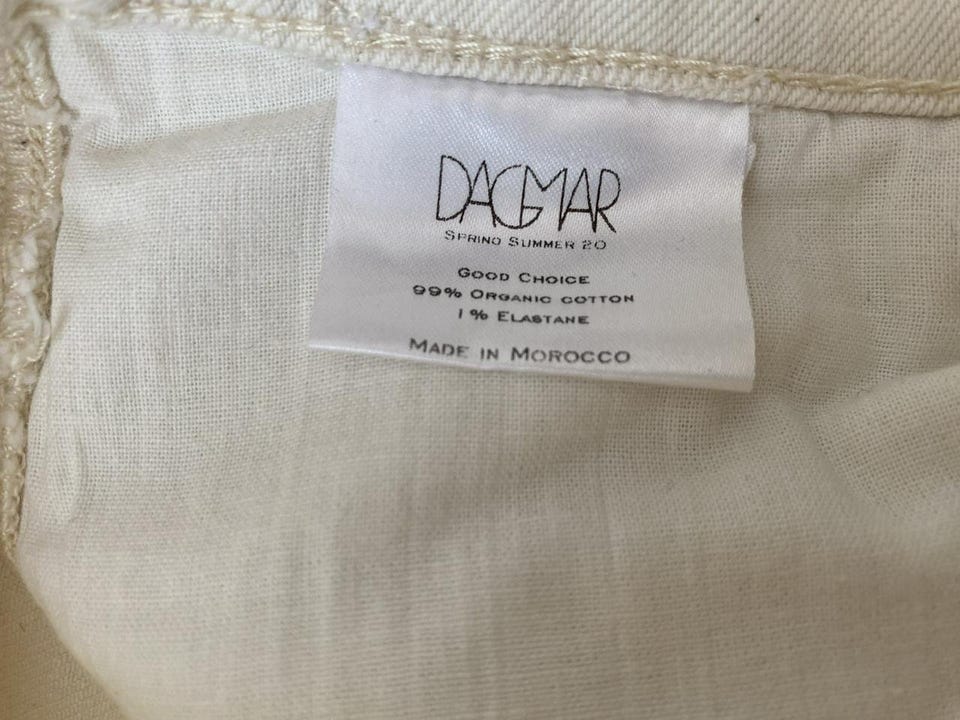 DAGMAR
SPRING SUMMER 20
GOOD CHOICE
99% ORGANIC COTTON
1% ELASTANE
MADE IN MOROCCO